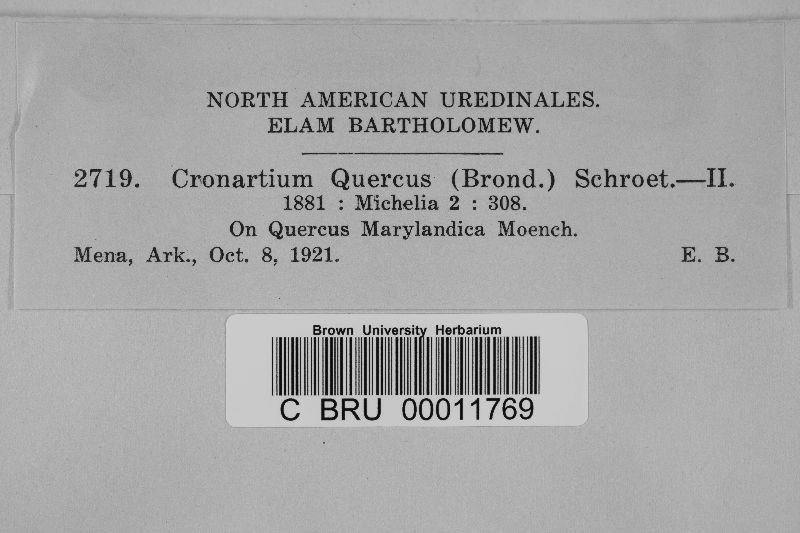 NORTH AMERICAN UREDINALES.
ELAM BARTHOLOMEW.
2719. Cronartium Quercus (Brond.) Schroet.—II.
1881 : Michelia 2 : 308.
On Quercus Marylandica Moench.
Mena, Ark., Oct. 8, 1921. E. B.
Brown University Herbarium
C BRU 00011769